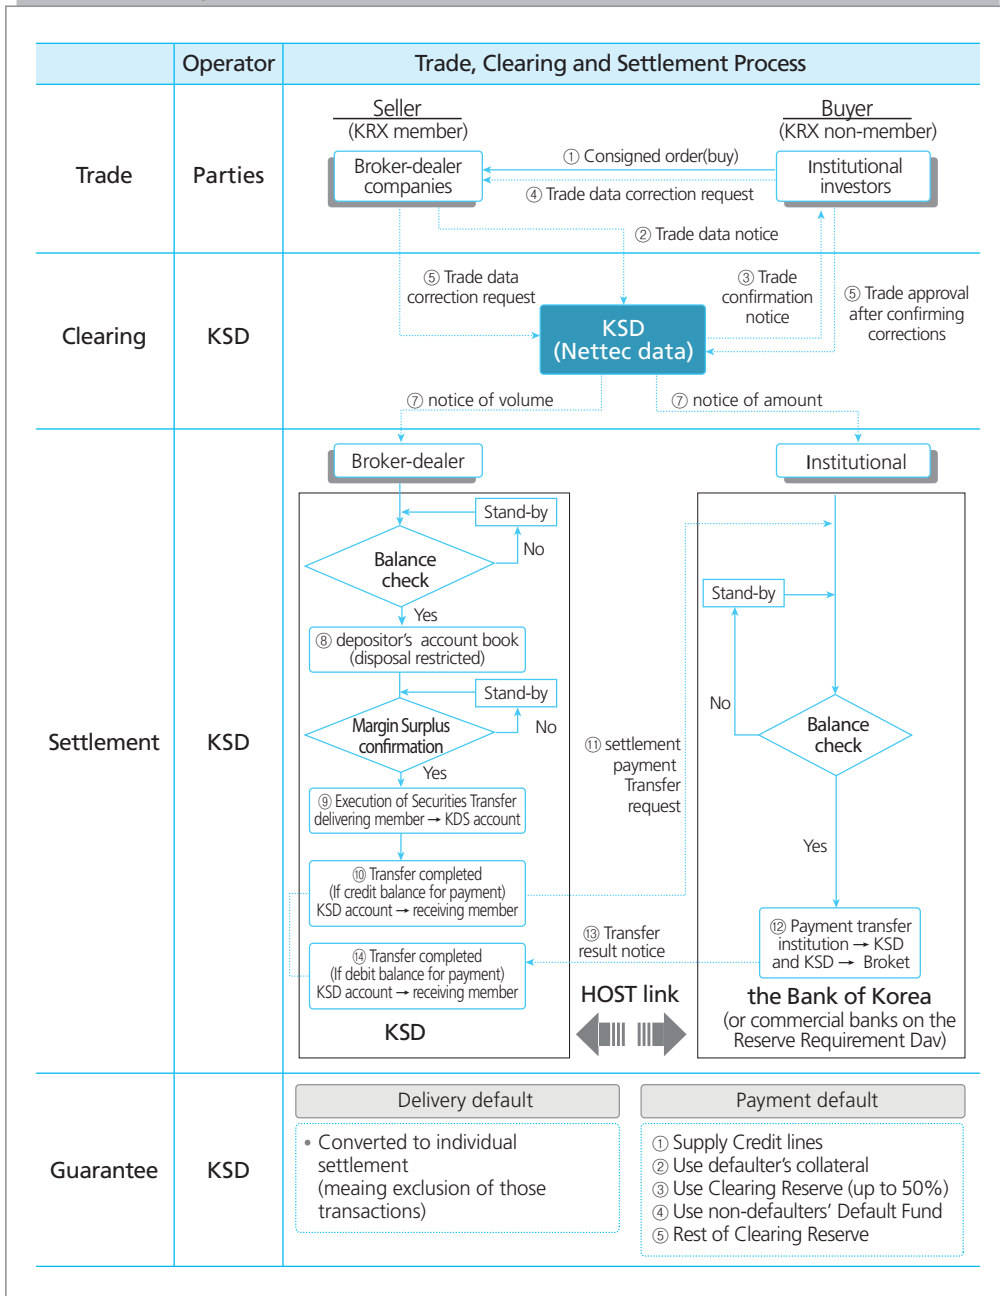 Operator
Trade, Clearing and Settlement Process
Trade
Parties
Seller
(KRX member)
Broker-dealer
companies
Buyer
(KRX non-member)
Institutional
investors
① Consigned order(buy)
④ Trade data correction request
② Trade data notice
Clearing
KSD
⑤ Trade data
correction request
③ Trade
confirmation
notice
⑤ Trade approval
after confirming
corrections
KSD
(Nettec data)
⑦ notice of volume
⑦ notice of amount
Settlement
KSD
Broker-dealer
Stand-by
No
Balance
check
Yes
⑧ depositor's account book
(disposal restricted)
Stand-by
No
Margin Surplus
confirmation
Yes
⑨ Execution of Securities Transfer
delivering member → KDS account
⑩ Transfer completed
(If credit balance for payment)
KSD account → receiving member
⑭ Transfer completed
(If debit balance for payment)
KSD account → receiving member
KSD
⑪ settlement
payment
Transfer
request
⑬ Transfer
result notice
HOST link
Institutional
Stand-by
No
Balance
check
Yes
⑫ Payment transfer
institution → KSD
and KSD → Broket
the Bank of Korea
(or commercial banks on the
Reserve Requirement Dav)
Guarantee
KSD
Delivery default
• Converted to individual
settlement
(meaing exclusion of those
transactions)
Payment default
① Supply Credit lines
② Use defaulter's collateral
③ Use Clearing Reserve (up to 50%)
④ Use non-defaulters' Default Fund
⑤ Rest of Clearing Reserve